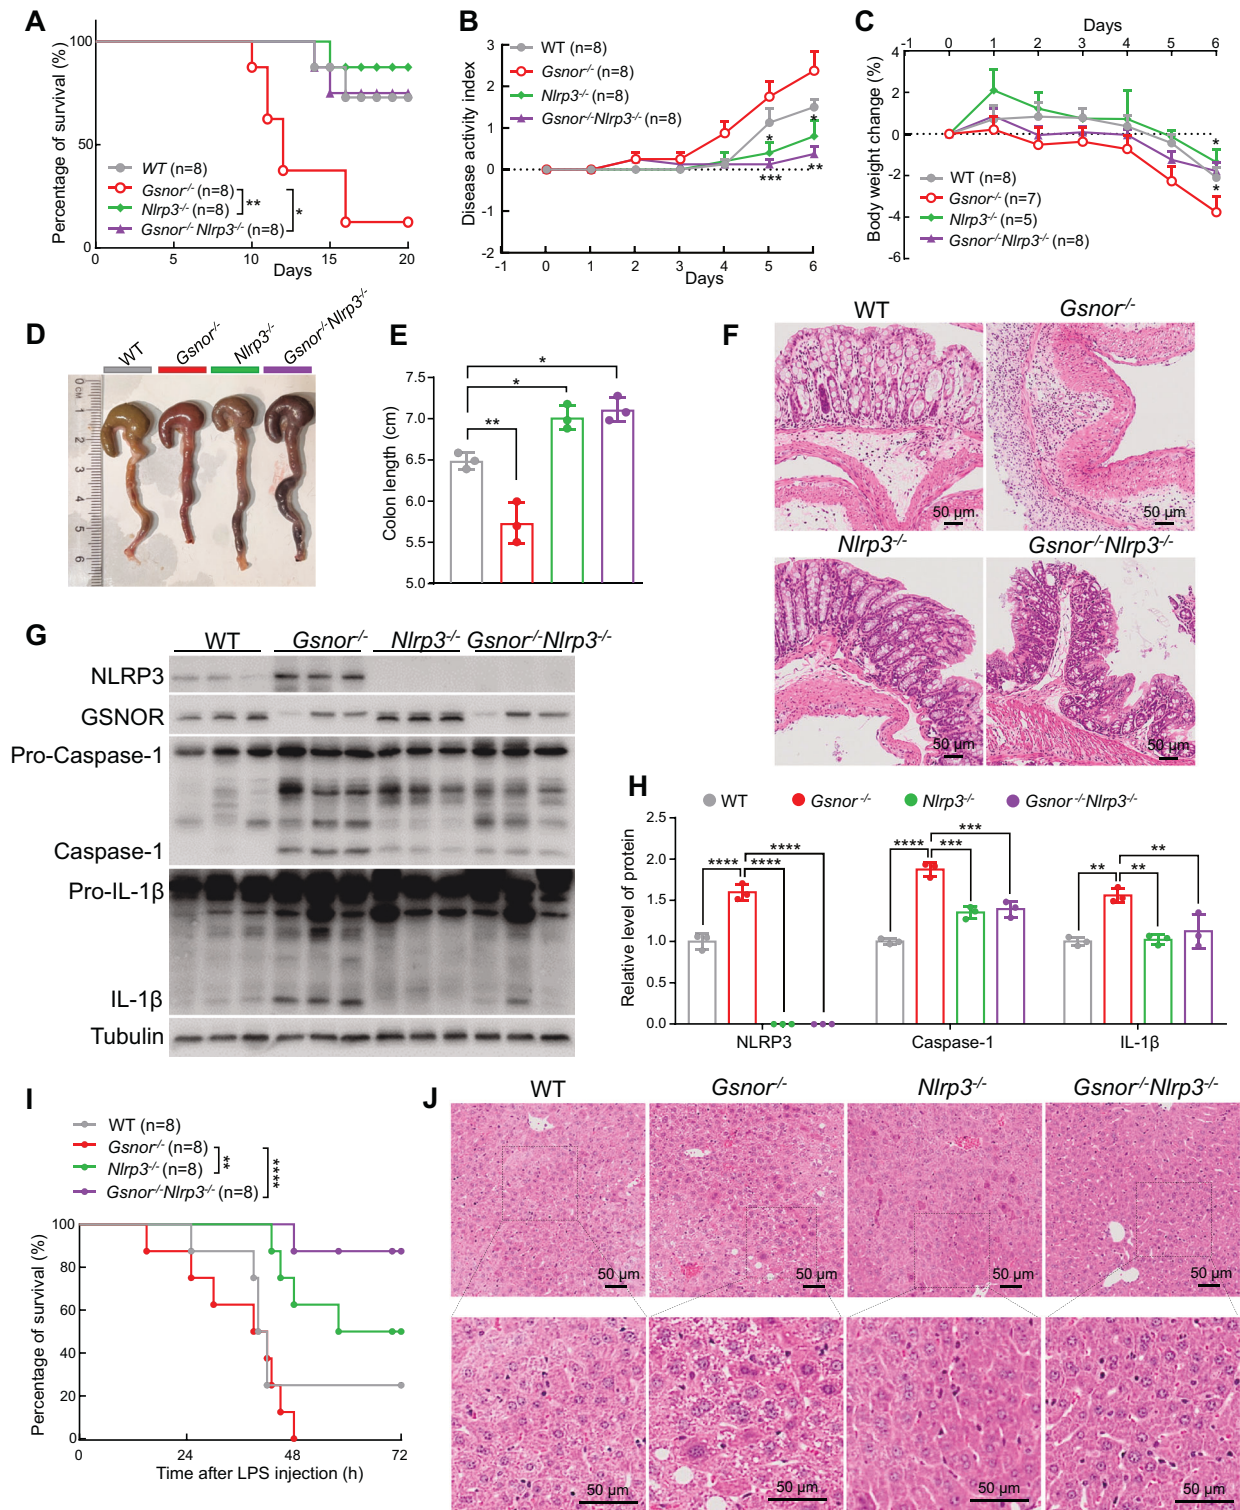 A
Percentage of survival (%)
100
50
0
0
5
10
15
20
Days
WT (n=8)
Gsnor-/- (n=8)
Nlrp3-/- (n=8)
Gsnor-/-Nlrp3-/- (n=8)
**
*
B
Disease activity index
3
2
1
0
-1
-2
-1
0
1
2
3
4
5
6
Days
WT (n=8)
Gsnor-/- (n=8)
Nlrp3-/- (n=8)
Gsnor-/-Nlrp3-/- (n=8)
*
*
***
**
C
Days
-1
0
1
2
3
4
5
6
Body weight change (%)
4
2
0
-2
-4
-6
WT (n=8)
Gsnor-/- (n=7)
Nlrp3-/- (n=5)
Gsnor-/-Nlrp3-/- (n=8)
*
*
D
WT
Gsnor-/-
Nlrp3-/-
Gsnor-/-Nlrp3-/-
0 CM
1
2
3
4
5
6
E
Colon length (cm)
7.5
7.0
6.5
6.0
5.5
5.0
*
*
**
F
WT
Gsnor-/-
50 µm
50 µm
Nlrp3-/-
Gsnor-/-Nlrp3-/-
50 µm
50 µm
G
WT
Gsnor-/-
Nlrp3-/-
Gsnor-/-Nlrp3-/-
NLRP3
GSNOR
Pro-Caspase-1
Caspase-1
Pro-IL-1β
IL-1β
Tubulin
H
WT
Gsnor-/-
Nlrp3-/-
Gsnor-/-Nlrp3-/-
Relative level of protein
2.5
2.0
1.5
1.0
0.5
0.0
****
****
****
****
***
***
**
**
**
NLRP3
Caspase-1
IL-1β
I
WT (n=8)
Gsnor-/- (n=8)
Nlrp3-/- (n=8)
Gsnor-/-Nlrp3-/- (n=8)
**
****
Percentage of survival (%)
100
80
60
40
20
0
0
24
48
72
Time after LPS injection (h)
J
WT
Gsnor-/-
Nlrp3-/-
Gsnor-/-Nlrp3-/-
50 µm
50 µm
50 µm
50 µm
50 µm
50 µm
50 µm
50 µm